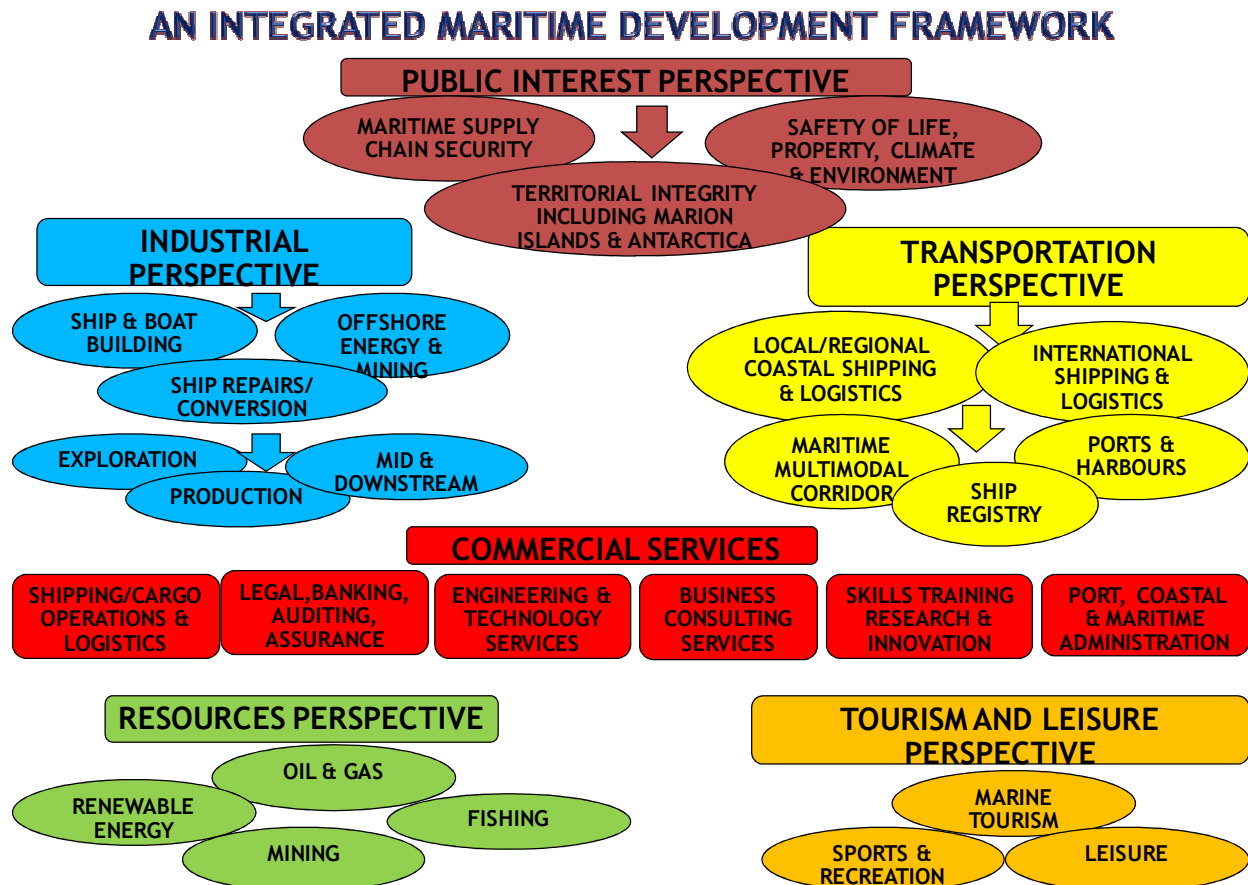 AN INTEGRATED MARITIME DEVELOPMENT FRAMEWORK
PUBLIC INTEREST PERSPECTIVE
MARITIME SUPPLY
CHAIN SECURITY
SAFETY OF LIFE,
PROPERTY, CLIMATE
& ENVIRONMENT
TERRITORIAL INTEGRITY
INCLUDING MARION
ISLANDS & ANTARCTICA
INDUSTRIAL
PERSPECTIVE
SHIP & BOAT
BUILDING
OFFSHORE
ENERGY &
MINING
SHIP REPAIRS/
CONVERSION
EXPLORATION
PRODUCTION
MID &
DOWNSTREAM
TRANSPORTATION
PERSPECTIVE
LOCAL/REGIONAL
COASTAL SHIPPING
& LOGISTICS
INTERNATIONAL
SHIPPING &
LOGISTICS
MARITIME
MULTIMODAL
CORRIDOR
PORTS &
HARBOURS
SHIP
REGISTRY
COMMERCIAL SERVICES
SHIPPING/CARGO
OPERATIONS &
LOGISTICS
LEGAL,BANKING,
AUDITING,
ASSURANCE
ENGINEERING &
TECHNOLOGY
SERVICES
BUSINESS
CONSULTING
SERVICES
SKILLS TRAINING
RESEARCH &
INNOVATION
PORT, COASTAL
& MARITIME
ADMINISTRATION
RESOURCES PERSPECTIVE
OIL & GAS
RENEWABLE
ENERGY
FISHING
MINING
TOURISM AND LEISURE
PERSPECTIVE
MARINE
TOURISM
SPORTS &
RECREATION
LEISURE